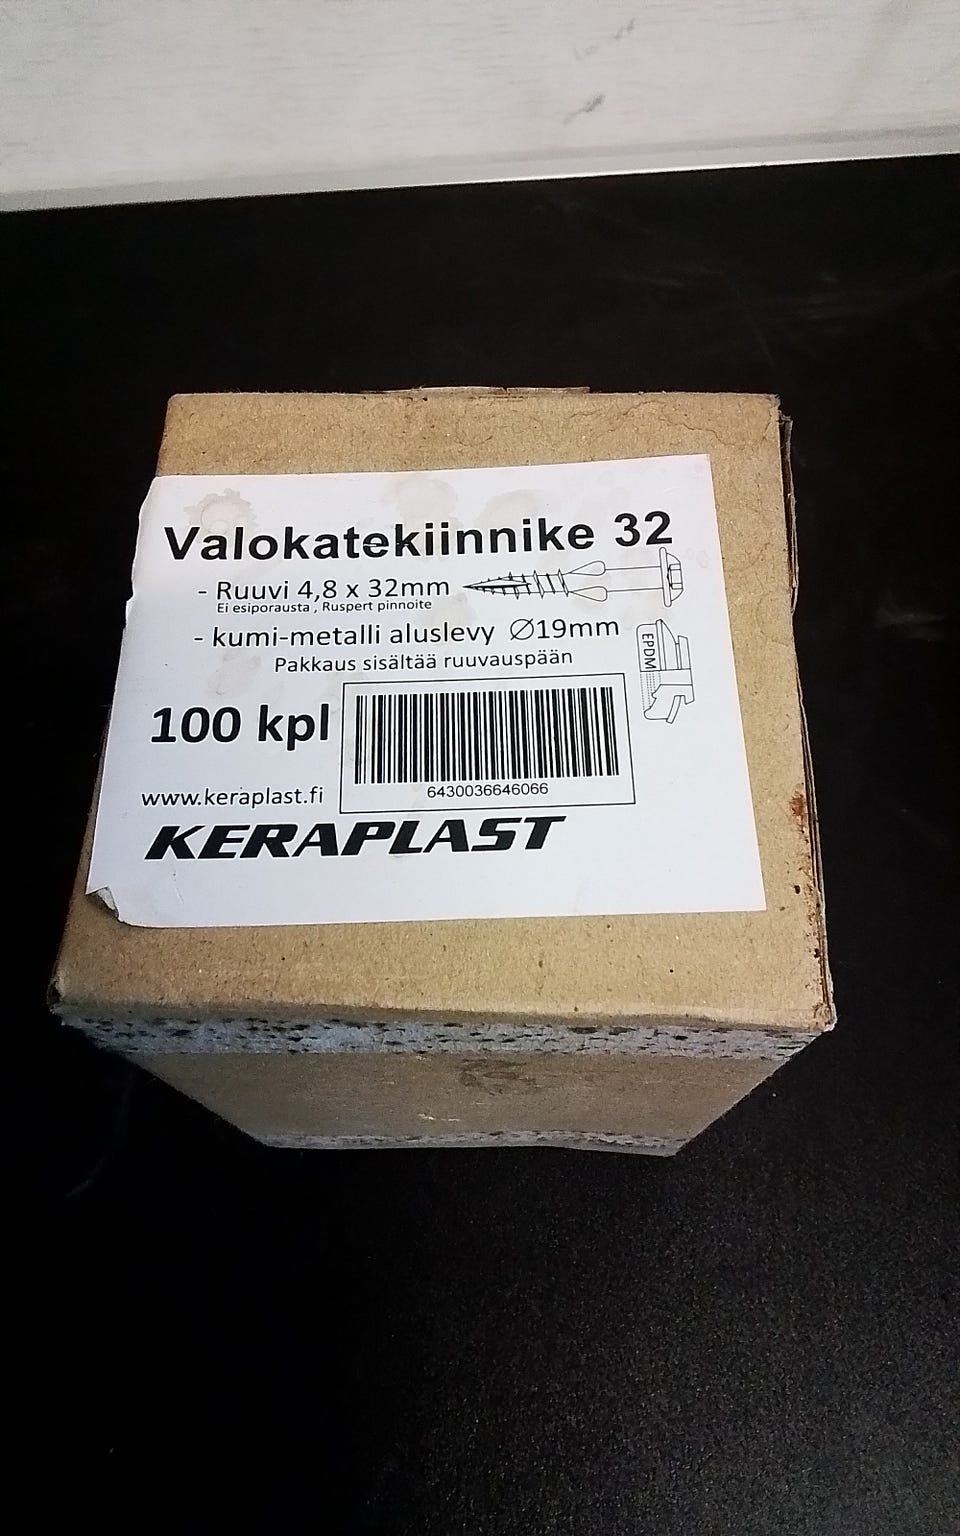 Valokatekiinnike 32
- Ruuvi 4,8 x 32mm
Ei esiporausta , Ruspert pinnoite
- kumi-metalli aluslevy Ø19mm
EPDM
Pakkaus sisältää ruuvauspään
100 kpl
6430036646066
www.keraplast.fi
KERAPLAST